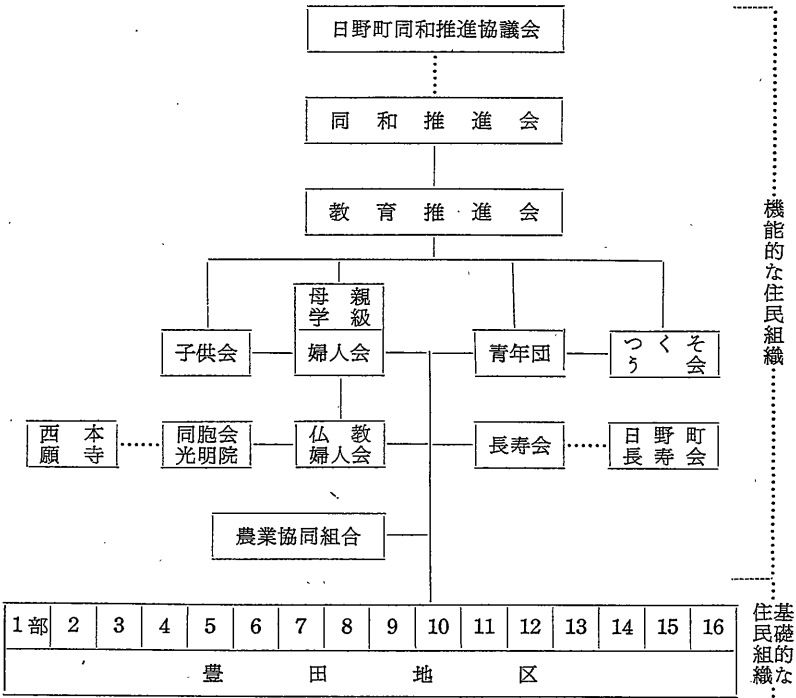 日野町同和推進協議会
同和推進会
教育推進会
母親
学級
子供会
婦人会
青年団
つくそ
う会
西本
願寺
同胞会
光明院
仏教
婦人会
長寿会
日野町
長寿会
農業協同組合
1部 2 3 4 5 6 7 8 9 10 11 12 13 14 15 16
豊田地区
機能的な住民組織
基礎的な
住民組織